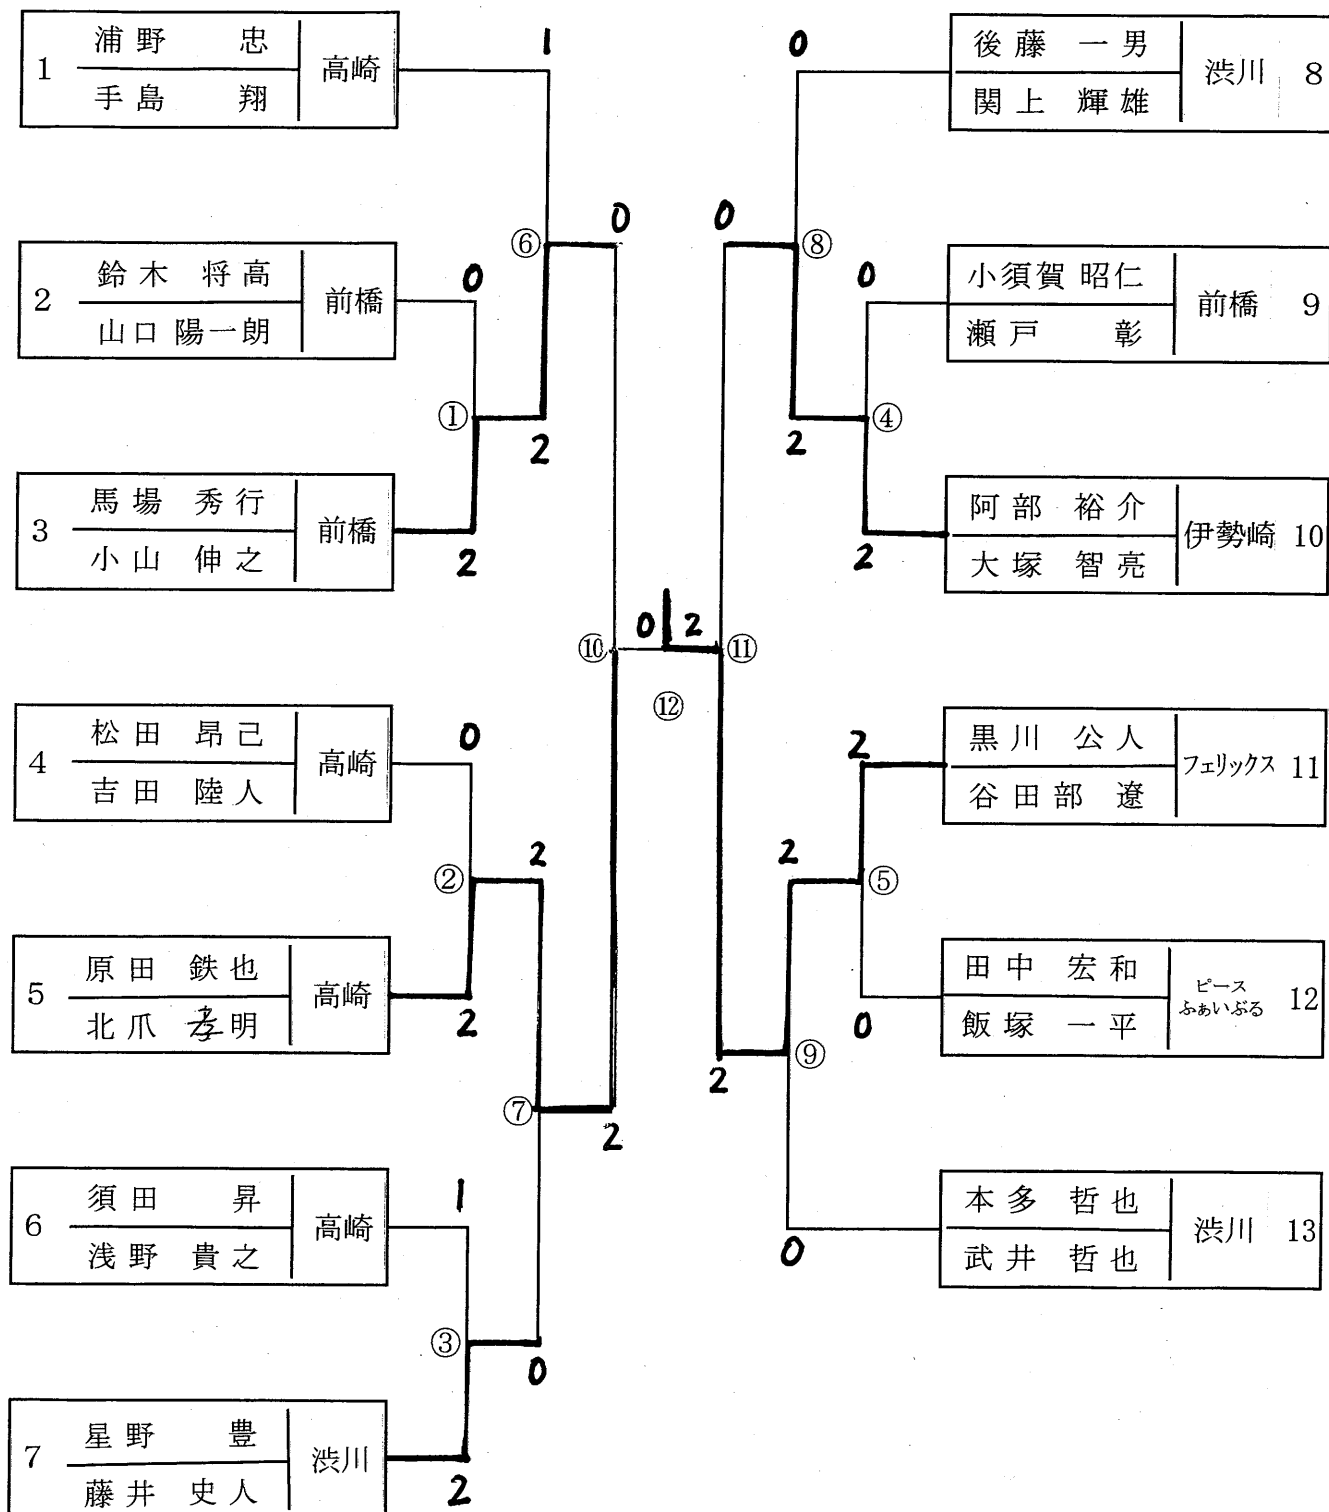 1 浦野 忠 手島 翔 高崎
1
2 鈴木 将高 山口 陽一朗 前橋
0
⑥
0
①
2
3 馬場 秀行 小山 伸之 前橋
2
4 松田 昂己 吉田 陸人 高崎
0
②
2
5 原田 鉄也 北爪 孝明 高崎
2
⑦
2
6 須田 昇 浅野 貴之 高崎
1
③
0
7 星野 豊 藤井 史人 渋川
2
⑩
0 2
⑪
⑫
0
後藤 一男 関上 輝雄 渋川 8
0
⑧
0
小須賀 昭仁 瀬戸 彰 前橋 9
2
④
2
阿部 裕介 大塚 智亮 伊勢崎 10
2
黒川 公人 谷田部 遼 フェリックス 11
2
⑤
0
田中 宏和 飯塚 一平 ピース ふぁいぶる 12
2
⑨
0
本多 哲也 武井 哲也 渋川 13